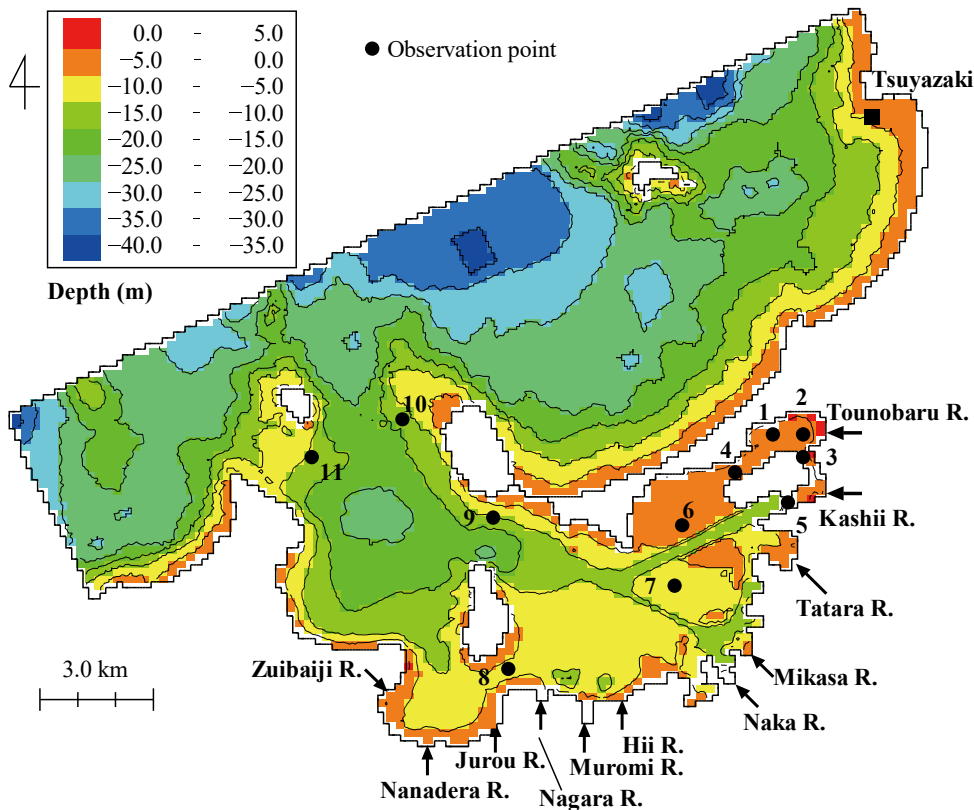 0.0 - 5.0
−5.0 - 0.0
−10.0 - −5.0
−15.0 - −10.0
−20.0 - −15.0
−25.0 - −20.0
−30.0 - −25.0
−35.0 - −30.0
−40.0 - −35.0
Depth (m)
Observation point
Tsuyazaki
1
2
Tounobaru R.
3
4
Kashii R.
5
6
7
8
9
10
11
Tatara R.
Mikasa R.
Naka R.
Hii R.
Muromi R.
Nagara R.
Jurou R.
Nanadera R.
Zuibaiji R.
3.0 km